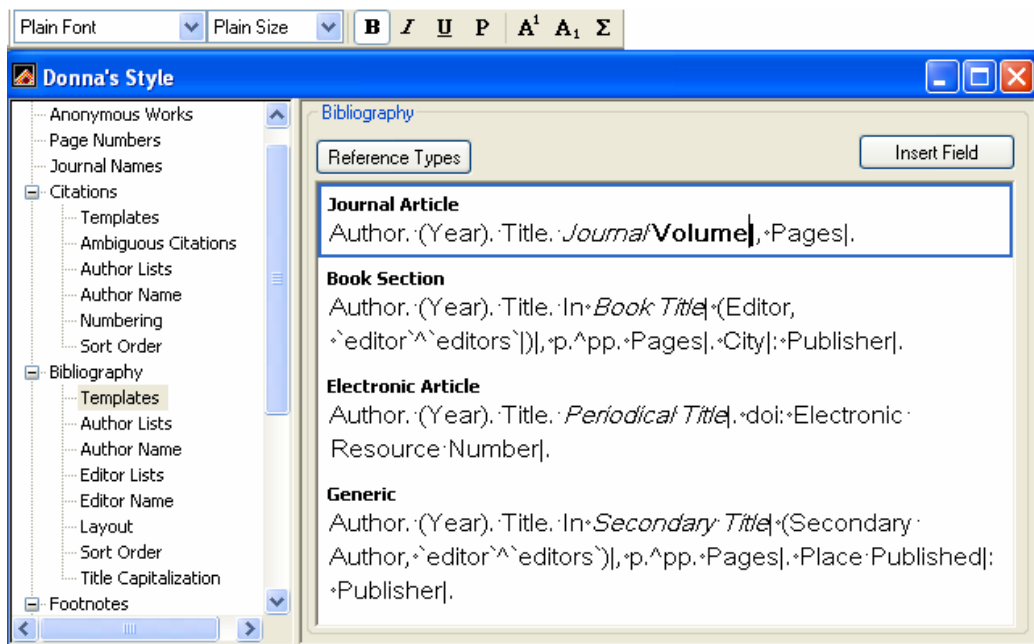 Plain Font Plain Size B I U P A¹ A₁ Σ
Donna's Style
Anonymous Works
Page Numbers
Journal Names
Citations
Templates
Ambiguous Citations
Author Lists
Author Name
Numbering
Sort Order
Bibliography
Templates
Author Lists
Author Name
Editor Lists
Editor Name
Layout
Sort Order
Title Capitalization
Footnotes
Bibliography
Reference Types Insert Field
Journal Article
Author.·(Year).·Title.·Journal Volume|,·Pages|.
Book Section
Author.·(Year).·Title.·In·Book Title|·(Editor,
·`editor`^`editors`|)|,·p.^pp.·Pages|.·City|:·Publisher|.
Electronic Article
Author.·(Year).·Title.·Periodical·Title|.·doi:·Electronic·
Resource·Number|.
Generic
Author.·(Year).·Title.·In·Secondary·Title|·(Secondary·
Author,·`editor`^`editors`)|,·p.^pp.·Pages|.·Place·Published|:
·Publisher|.